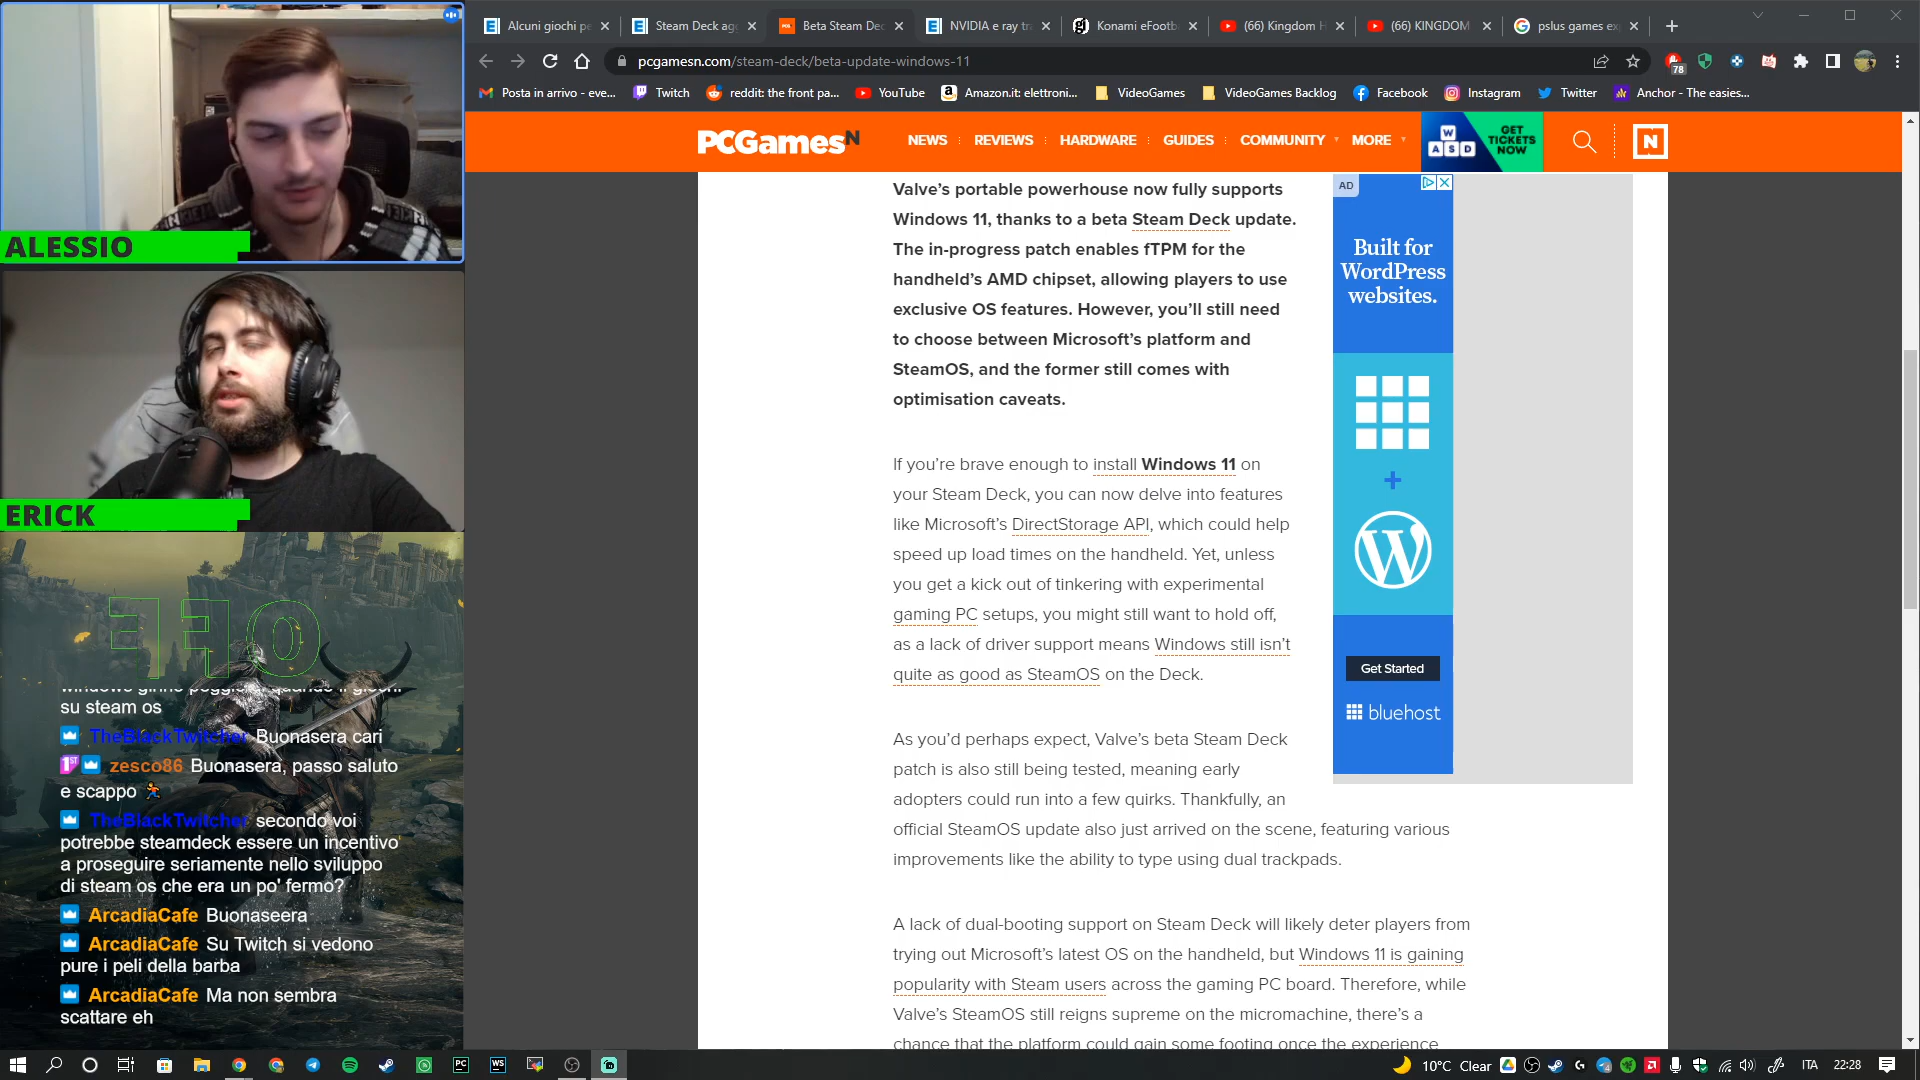 Alcuni giochi pe
Steam Deck agg
Beta Steam Dec
NVIDIA e ray tra
Konami eFootb
(66) Kingdom H
(66) KINGDOM
pslus games ex
pcgamesn.com/steam-deck/beta-update-windows-11
78
Posta in arrivo - eve...
Twitch
reddit: the front pa...
YouTube
Amazon.it: elettroni...
VideoGames
VideoGames Backlog
Facebook
Instagram
Twitter
Anchor - The easies...
PCGamesN
NEWS
REVIEWS
HARDWARE
GUIDES
COMMUNITY
MORE
WASD
GET TICKETS NOW
N
Valve's portable powerhouse now fully supports
Windows 11, thanks to a beta Steam Deck update.
The in-progress patch enables fTPM for the
handheld's AMD chipset, allowing players to use
exclusive OS features. However, you'll still need
to choose between Microsoft's platform and
SteamOS, and the former still comes with
optimisation caveats.
If you're brave enough to install Windows 11 on
your Steam Deck, you can now delve into features
like Microsoft's DirectStorage API, which could help
speed up load times on the handheld. Yet, unless
you get a kick out of tinkering with experimental
gaming PC setups, you might still want to hold off,
as a lack of driver support means Windows still isn't
quite as good as SteamOS on the Deck.
As you'd perhaps expect, Valve's beta Steam Deck
patch is also still being tested, meaning early
adopters could run into a few quirks. Thankfully, an
official SteamOS update also just arrived on the scene, featuring various
improvements like the ability to type using dual trackpads.
A lack of dual-booting support on Steam Deck will likely deter players from
trying out Microsoft's latest OS on the handheld, but Windows 11 is gaining
popularity with Steam users across the gaming PC board. Therefore, while
Valve's SteamOS still reigns supreme on the micromachine, there's a
chance that the platform could gain some footing once the experience
AD
Built for
WordPress
websites.
+
W
Get Started
bluehost
ALESSIO
ERICK
OFF
su steam os
TheBlackTwitcher Buonasera cari
1ST zesco86 Buonasera, passo saluto
e scappo
TheBlackTwitcher secondo voi
potrebbe steamdeck essere un incentivo
a proseguire seriamente nello sviluppo
di steam os che era un po' fermo?
ArcadiaCafe Buonaseera
ArcadiaCafe Su Twitch si vedono
pure i peli della barba
ArcadiaCafe Ma non sembra
scattare eh
PC
WS
10°C Clear
ITA
22:28